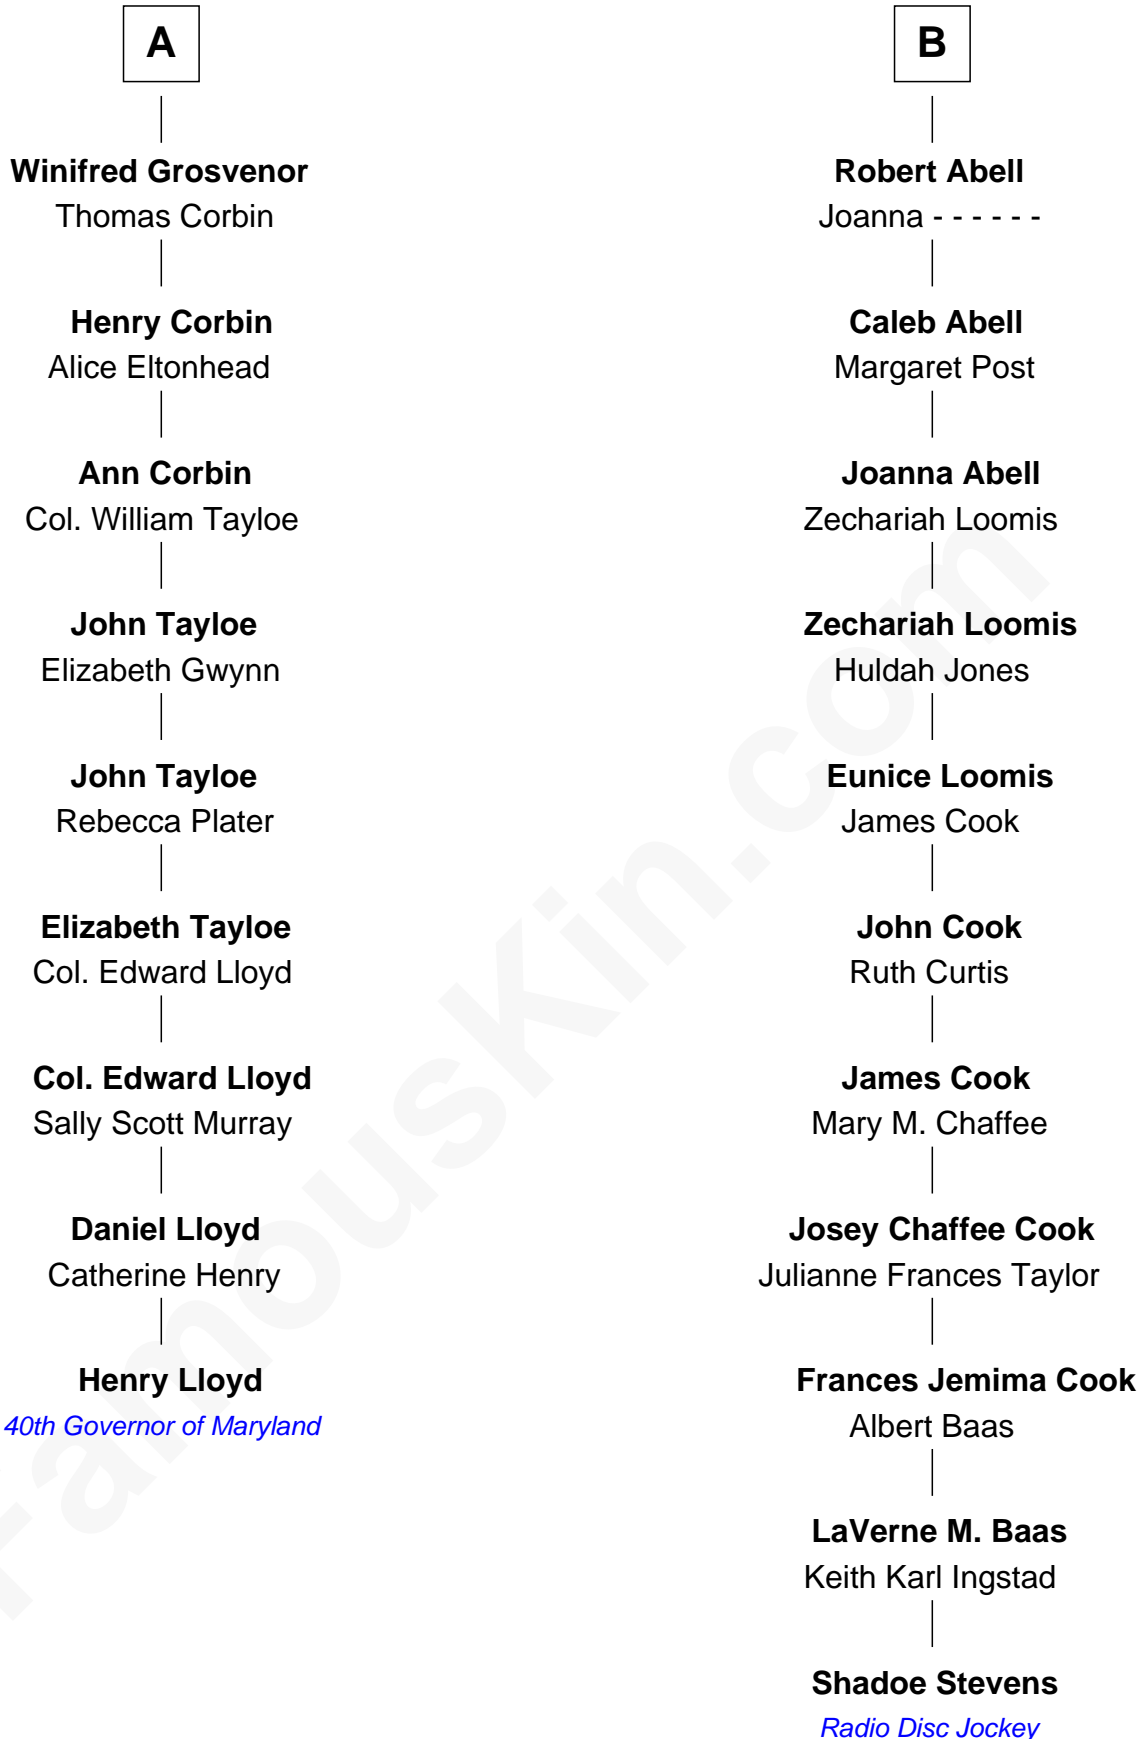 A
Winifred Grosvenor
Thomas Corbin
Henry Corbin
Alice Eltonhead
Ann Corbin
Col. William Tayloe
John Tayloe
Elizabeth Gwynn
John Tayloe
Rebecca Plater
Elizabeth Tayloe
Col. Edward Lloyd
Col. Edward Lloyd
Sally Scott Murray
Daniel Lloyd
Catherine Henry
Henry Lloyd
40th Governor of Maryland
B
Robert Abell
Joanna - - - - - -
Caleb Abell
Margaret Post
Joanna Abell
Zechariah Loomis
Zechariah Loomis
Huldah Jones
Eunice Loomis
James Cook
John Cook
Ruth Curtis
James Cook
Mary M. Chaffee
Josey Chaffee Cook
Julianne Frances Taylor
Frances Jemima Cook
Albert Baas
LaVerne M. Baas
Keith Karl Ingstad
Shadoe Stevens
Radio Disc Jockey
FamousKin.com